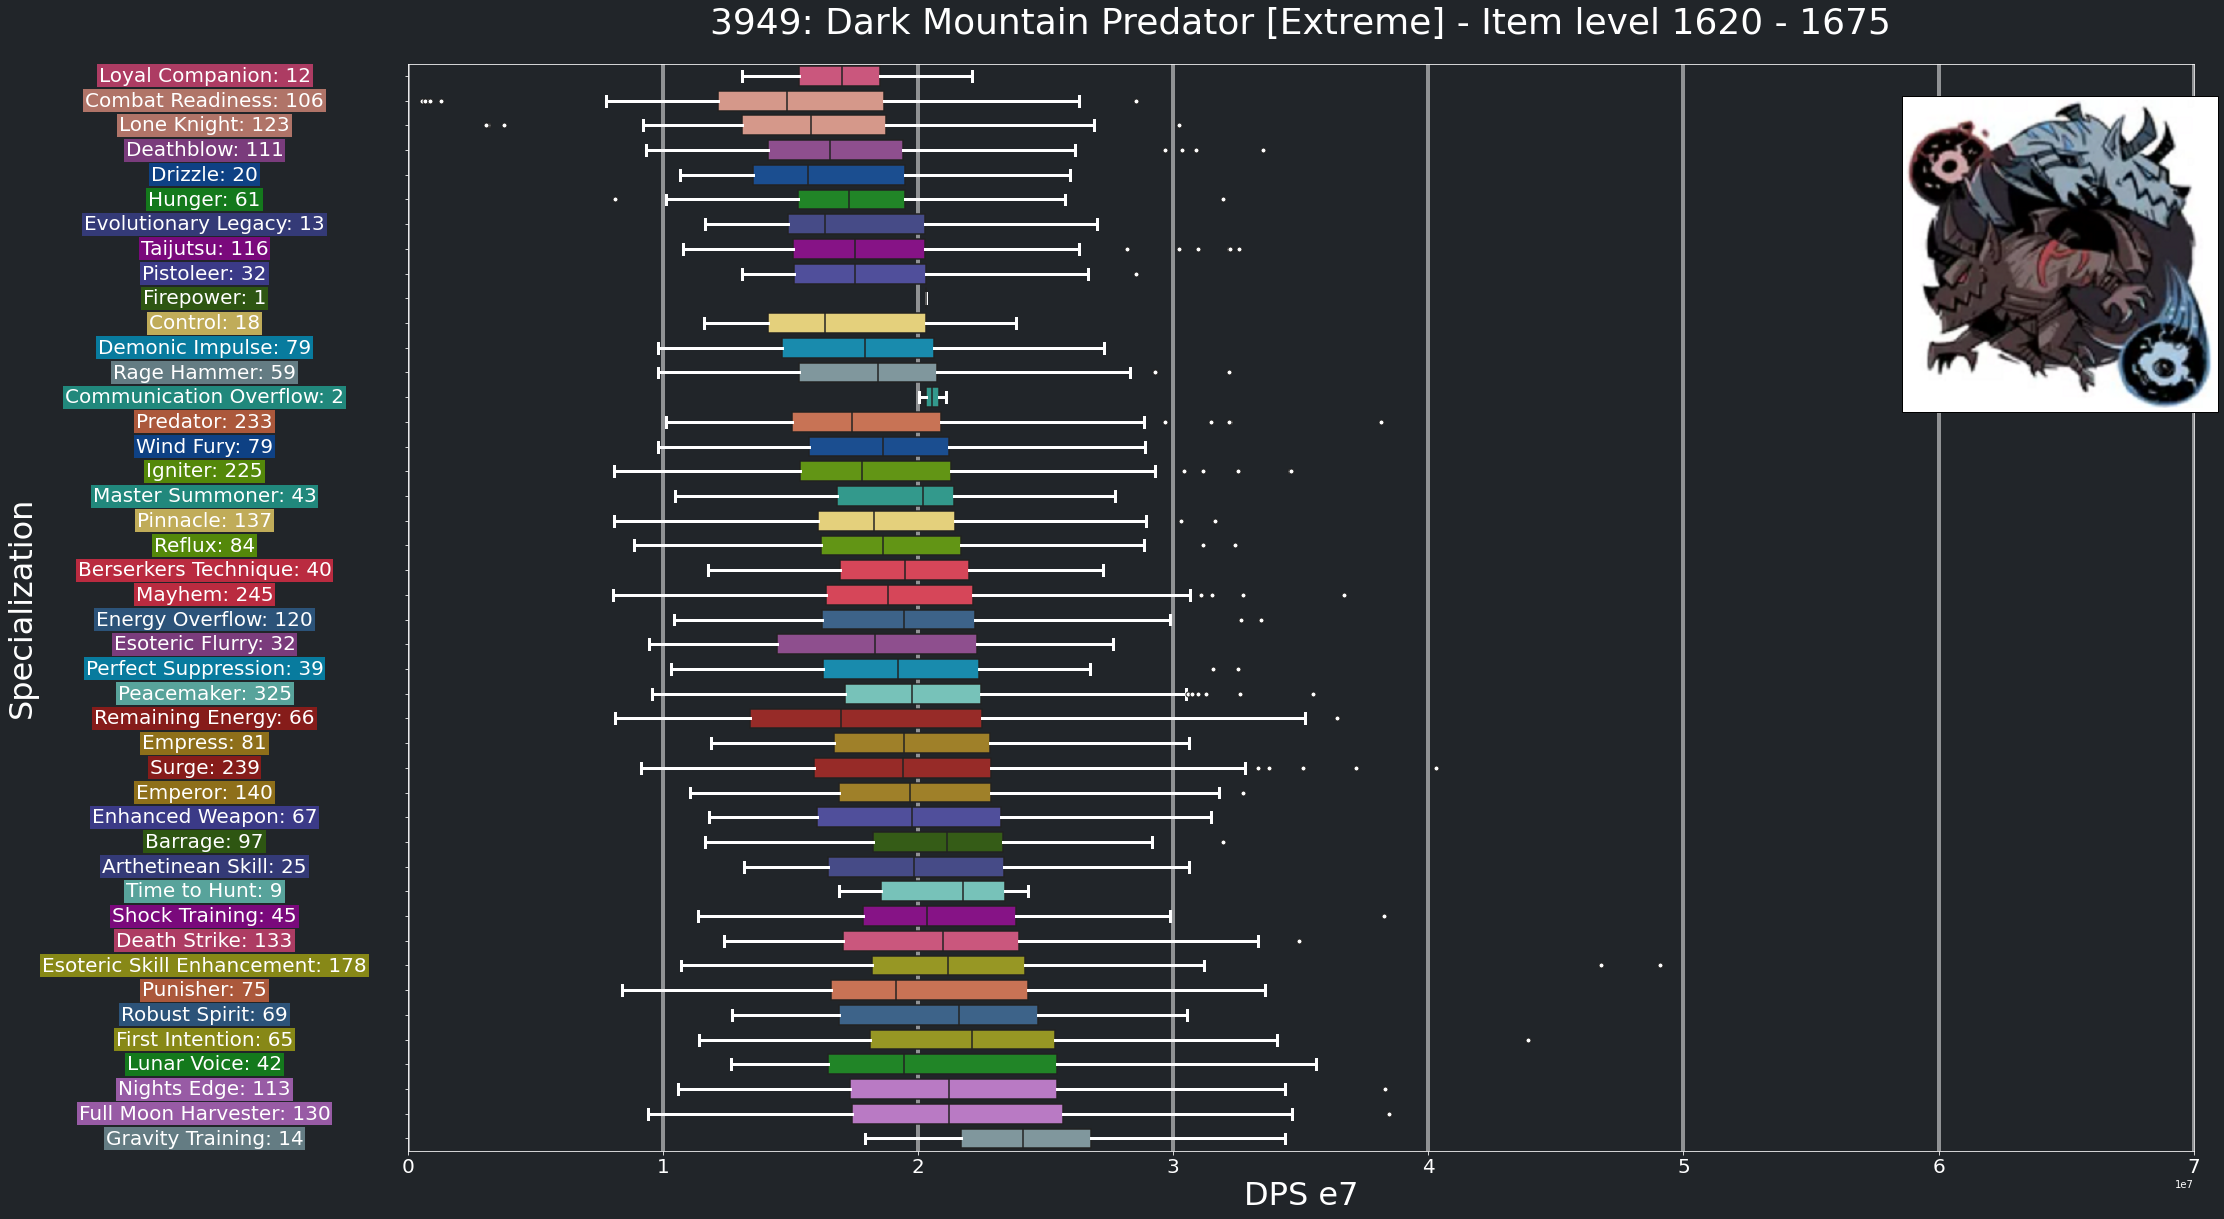 3949: Dark Mountain Predator [Extreme] - Item level 1620 - 1675
Specialization
Loyal Companion: 12
Combat Readiness: 106
Lone Knight: 123
Deathblow: 111
Drizzle: 20
Hunger: 61
Evolutionary Legacy: 13
Taijutsu: 116
Pistoleer: 32
Firepower: 1
Control: 18
Demonic Impulse: 79
Rage Hammer: 59
Communication Overflow: 2
Predator: 233
Wind Fury: 79
Igniter: 225
Master Summoner: 43
Pinnacle: 137
Reflux: 84
Berserkers Technique: 40
Mayhem: 245
Energy Overflow: 120
Esoteric Flurry: 32
Perfect Suppression: 39
Peacemaker: 325
Remaining Energy: 66
Empress: 81
Surge: 239
Emperor: 140
Enhanced Weapon: 67
Barrage: 97
Arthetinean Skill: 25
Time to Hunt: 9
Shock Training: 45
Death Strike: 133
Esoteric Skill Enhancement: 178
Punisher: 75
Robust Spirit: 69
First Intention: 65
Lunar Voice: 42
Nights Edge: 113
Full Moon Harvester: 130
Gravity Training: 14
0 1 2 3 4 5 6 7
1e7
DPS e7